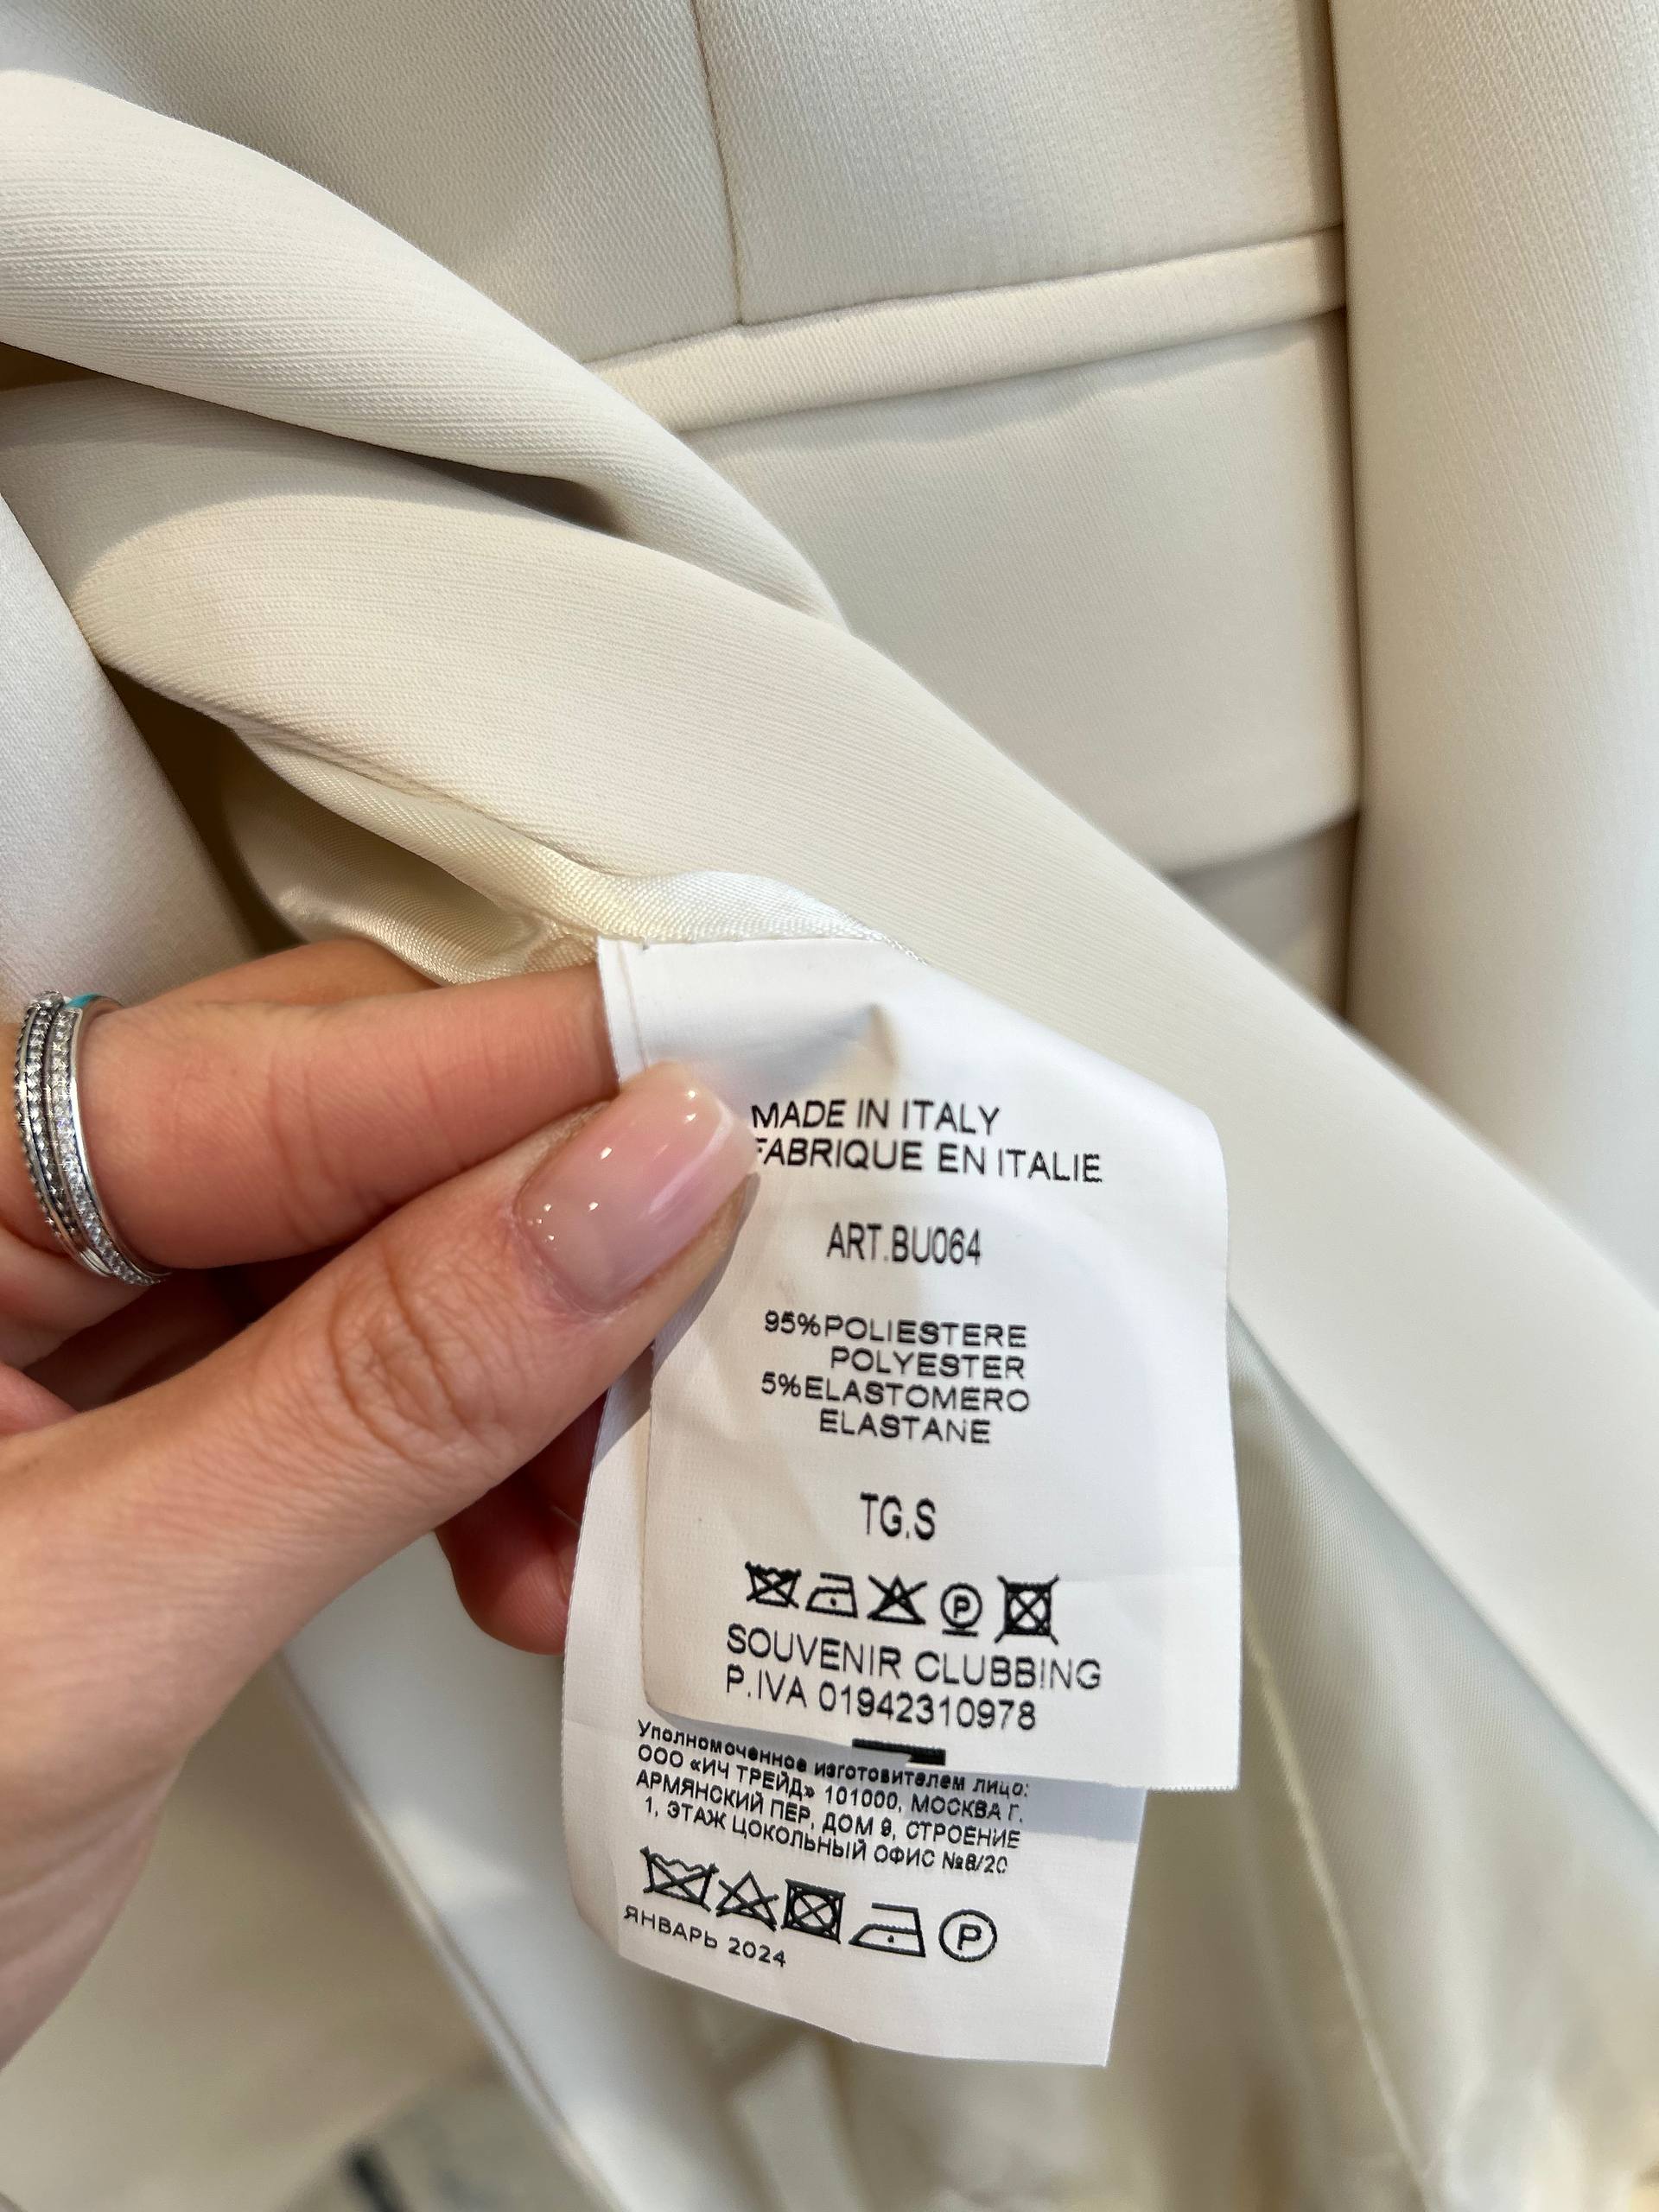 MADE IN ITALY
FABRIQUE EN ITALIE
ART.BU064
95%POLIESTERE
POLYESTER
5%ELASTOMERO
ELASTANE
TG.S
P
SOUVENIR CLUBBING
P.IVA 01942310978
Уполномоченное изготовителем лицо:
ООО «ИЧ ТРЕЙД» 101000, МОСКВА Г.
АРМЯНСКИЙ ПЕР, ДОМ 9, СТРОЕНИЕ
1, ЭТАЖ ЦОКОЛЬНЫЙ ОФИС №8/20
P
ЯНВАРЬ 2024